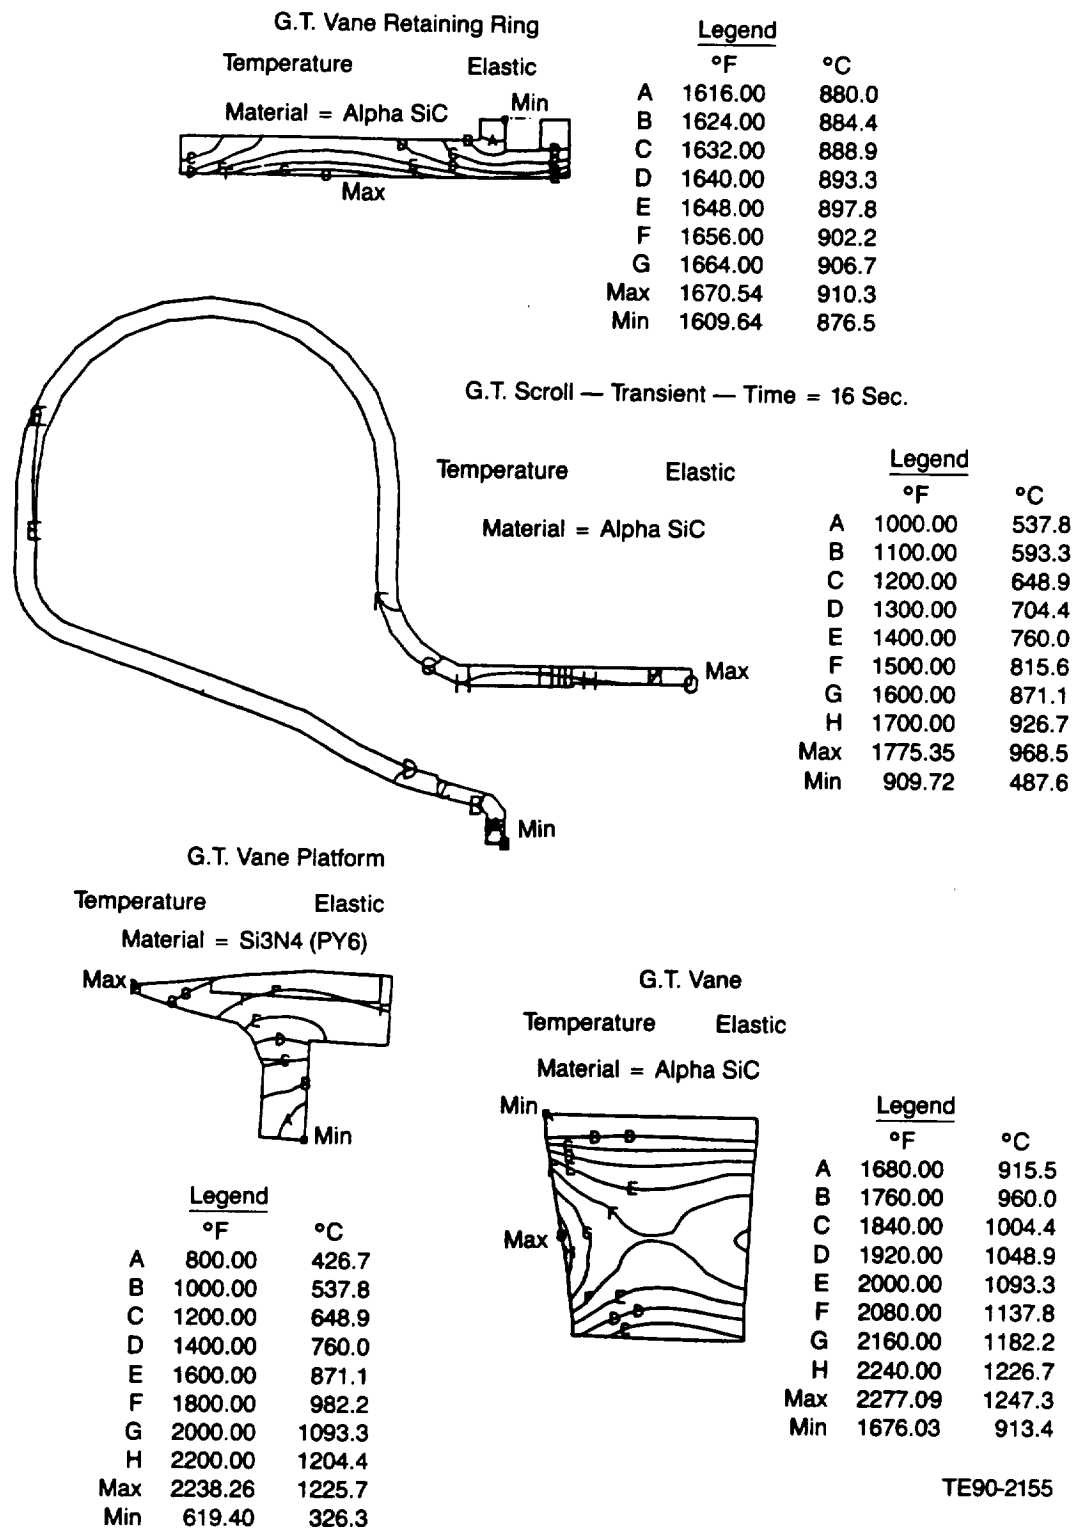 G.T. Vane Retaining Ring
Temperature Elastic
Material = Alpha SiC
Min
Max
Legend
°F °C
A 1616.00 880.0
B 1624.00 884.4
C 1632.00 888.9
D 1640.00 893.3
E 1648.00 897.8
F 1656.00 902.2
G 1664.00 906.7
Max 1670.54 910.3
Min 1609.64 876.5
G.T. Scroll — Transient — Time = 16 Sec.
Temperature Elastic
Material = Alpha SiC
Max
Min
Legend
°F °C
A 1000.00 537.8
B 1100.00 593.3
C 1200.00 648.9
D 1300.00 704.4
E 1400.00 760.0
F 1500.00 815.6
G 1600.00 871.1
H 1700.00 926.7
Max 1775.35 968.5
Min 909.72 487.6
G.T. Vane Platform
Temperature Elastic
Material = Si3N4 (PY6)
Max
Min
Legend
°F °C
A 800.00 426.7
B 1000.00 537.8
C 1200.00 648.9
D 1400.00 760.0
E 1600.00 871.1
F 1800.00 982.2
G 2000.00 1093.3
H 2200.00 1204.4
Max 2238.26 1225.7
Min 619.40 326.3
G.T. Vane
Temperature Elastic
Material = Alpha SiC
Min
Max
Legend
°F °C
A 1680.00 915.5
B 1760.00 960.0
C 1840.00 1004.4
D 1920.00 1048.9
E 2000.00 1093.3
F 2080.00 1137.8
G 2160.00 1182.2
H 2240.00 1226.7
Max 2277.09 1247.3
Min 1676.03 913.4
TE90-2155